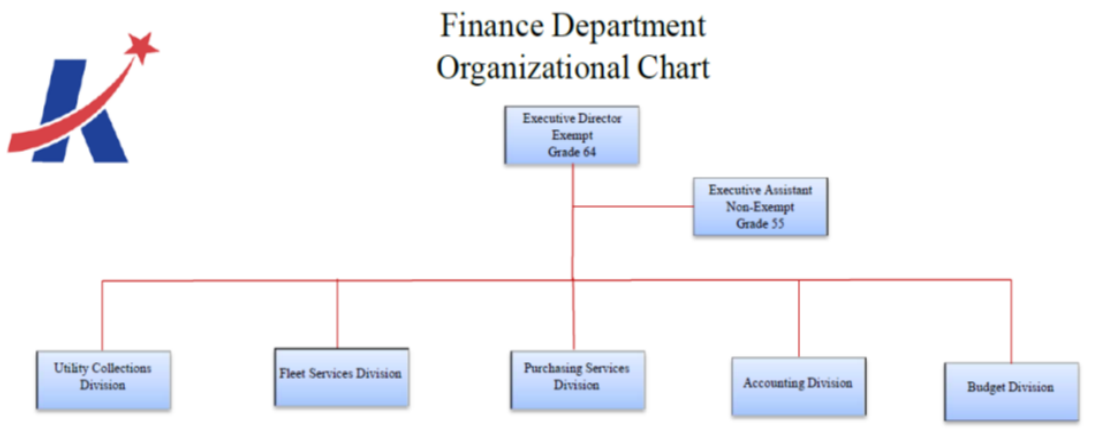 Finance Department
Organizational Chart
Executive Director
Exempt
Grade 64
Executive Assistant
Non-Exempt
Grade 55
Utility Collections
Division
Fleet Services Division
Purchasing Services
Division
Accounting Division
Budget Division